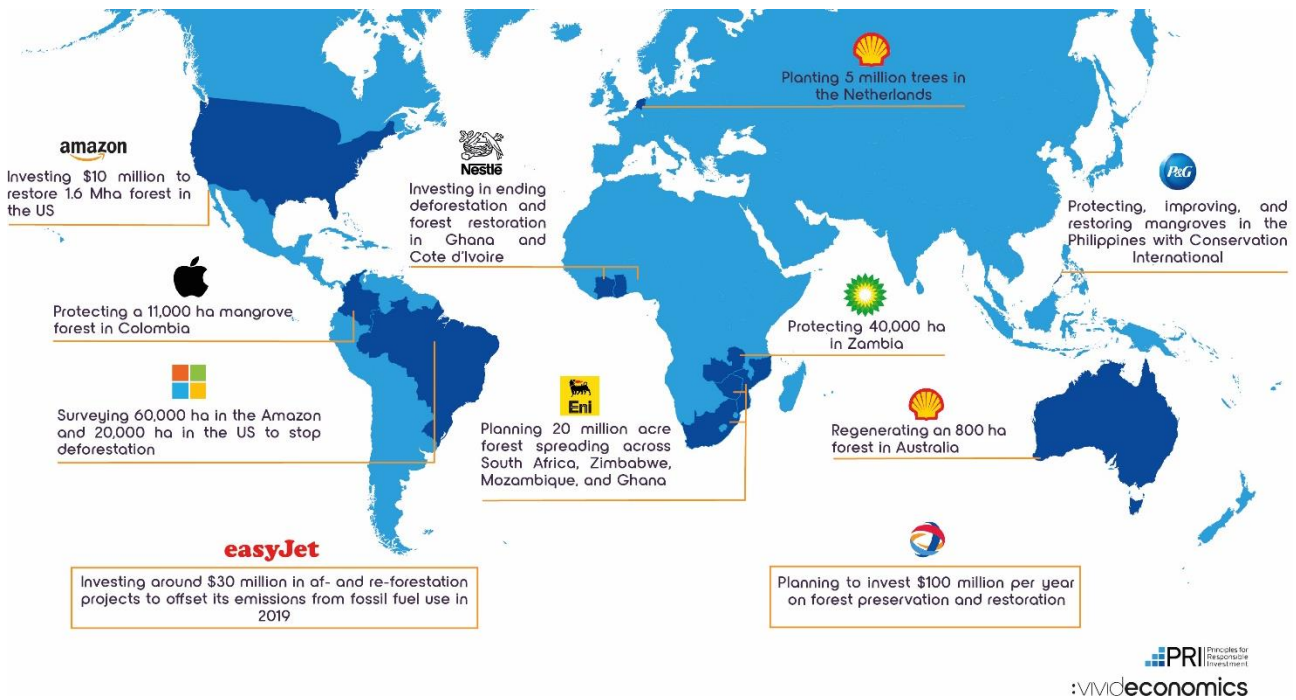 Planting 5 million trees in
the Netherlands
amazon
Investing $10 million to
restore 1.6 Mha forest in
the US
Nestlé
Investing in ending
deforestation and
forest restoration
in Ghana and
Cote d'Ivoire
P&G
Protecting, improving, and
restoring mangroves in the
Philippines with Conservation
International
Protecting a 11,000 ha mangrove
forest in Colombia
Protecting 40,000 ha
in Zambia
Surveying 60,000 ha in the Amazon
and 20,000 ha in the US to stop
deforestation
Eni
Planning 20 million acre
forest spreading across
South Africa, Zimbabwe,
Mozambique, and Ghana
Regenerating an 800 ha
forest in Australia
easyJet
Investing around $30 million in af- and re-forestation
projects to offset its emissions from fossil fuel use in
2019
Planning to invest $100 million per year
on forest preservation and restoration
PRI Principles for
Responsible
Investment
:vivideconomics